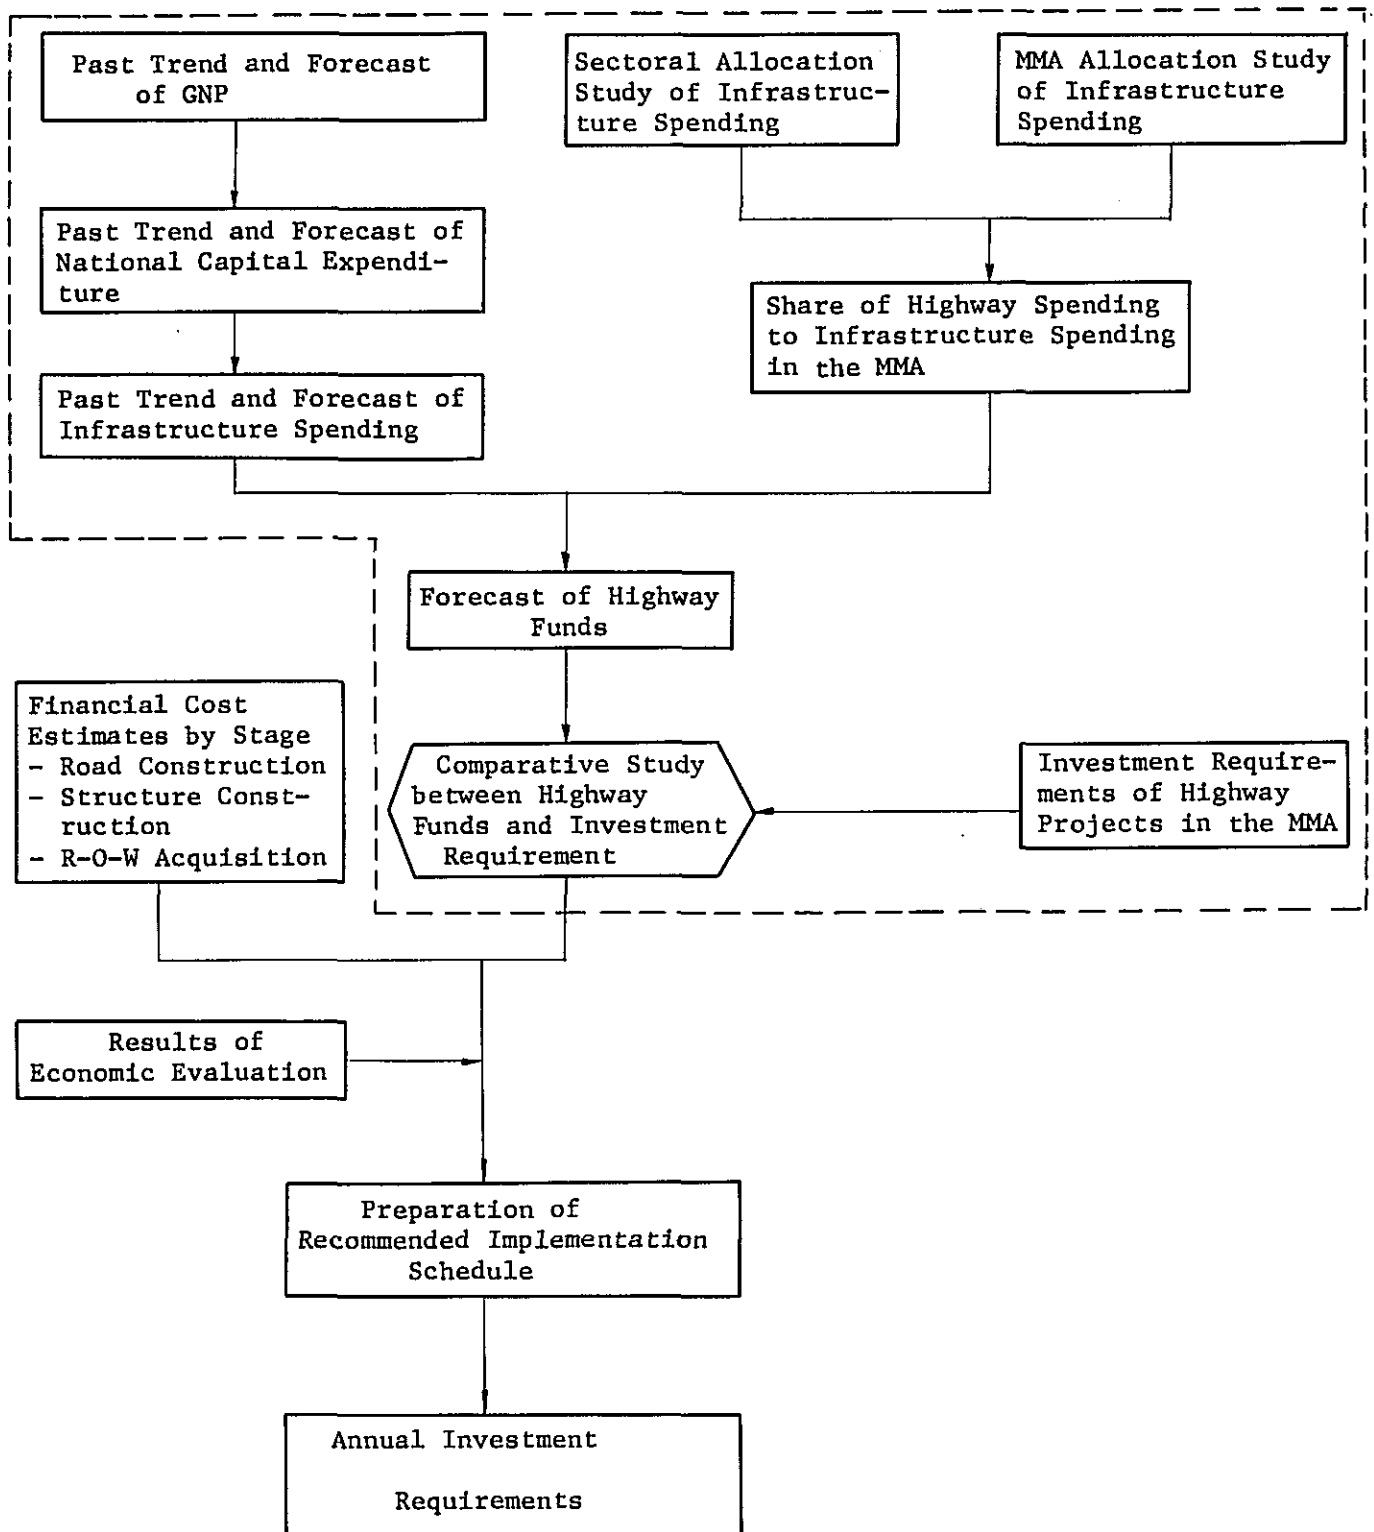 Past Trend and Forecast
of GNP
Sectoral Allocation
Study of Infrastruc-
ture Spending
MMA Allocation Study
of Infrastructure
Spending
Past Trend and Forecast of
National Capital Expendi-
ture
Share of Highway Spending
to Infrastructure Spending
in the MMA
Past Trend and Forecast of
Infrastructure Spending
Forecast of Highway
Funds
Financial Cost
Estimates by Stage
- Road Construction
- Structure Const-
ruction
- R-O-W Acquisition
Comparative Study
between Highway
Funds and Investment
Requirement
Investment Require-
ments of Highway
Projects in the MMA
Results of
Economic Evaluation
Preparation of
Recommended Implementation
Schedule
Annual Investment
Requirements